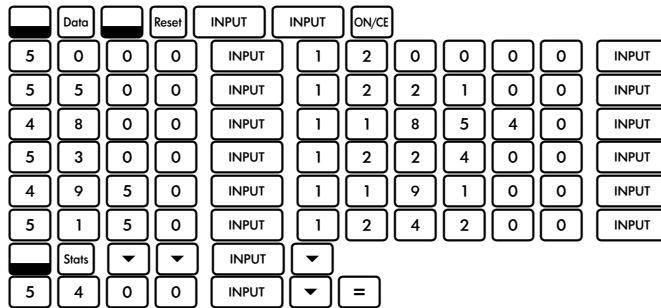 Data Reset INPUT INPUT ON/CE
5 0 0 0 INPUT 1 2 0 0 0 0 INPUT
5 5 0 0 INPUT 1 2 2 1 0 0 INPUT
4 8 0 0 INPUT 1 1 8 5 4 0 INPUT
5 3 0 0 INPUT 1 2 2 4 0 0 INPUT
4 9 5 0 INPUT 1 1 9 1 0 0 INPUT
5 1 5 0 INPUT 1 2 4 2 0 0 INPUT
Stats ▼ ▼ INPUT ▼
5 4 0 0 INPUT ▼ =